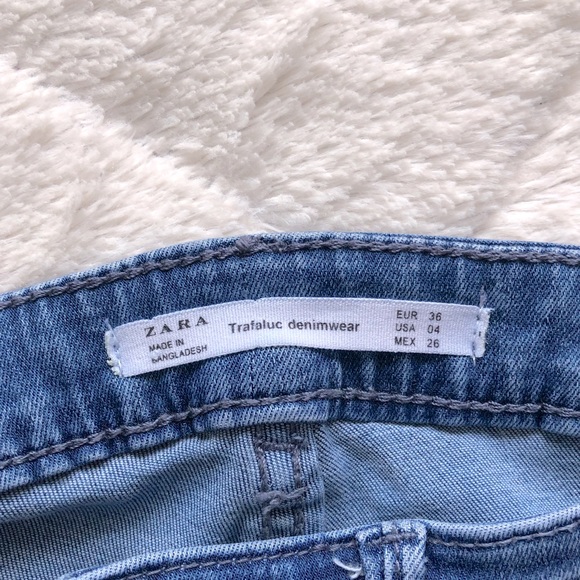 ZARA
MADE IN
BANGLADESH
Trafaluc denimwear
EUR 36
USA 04
MEX 26